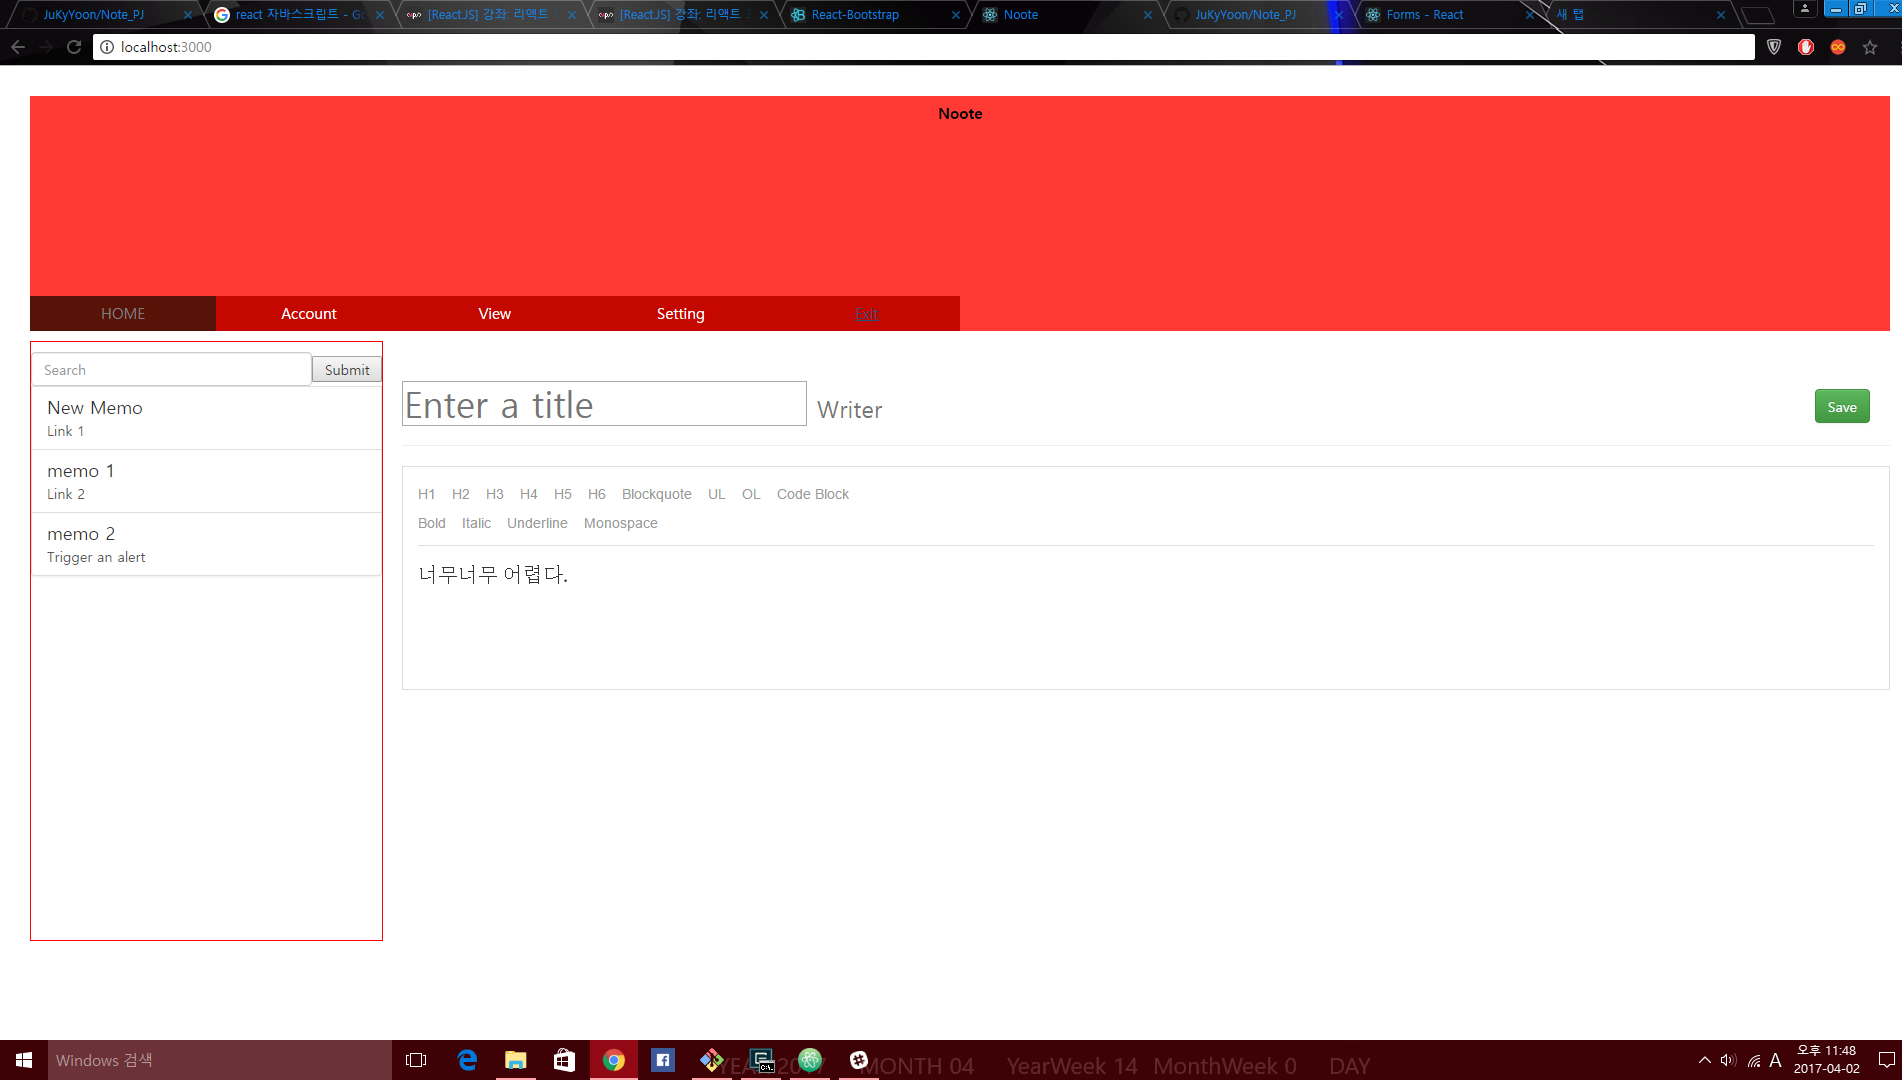 JuKyYoon/Note_PJ
react 자바스크립트 - Go
[ReactJS] 강좌: 리액트
[ReactJS] 강좌: 리액트
React-Bootstrap
Noote
JuKyYoon/Note_PJ
Forms - React
새 탭
localhost:3000
Noote
HOME
Account
View
Setting
Exit
Search
Submit
New Memo
Link 1
memo 1
Link 2
memo 2
Trigger an alert
Enter a title
Writer
Save
H1 H2 H3 H4 H5 H6 Blockquote UL OL Code Block
Bold Italic Underline Monospace
너무너무 어렵다.
Windows 검색
MONTH 04 YearWeek 14 MonthWeek 0 DAY
A
오후 11:48
2017-04-02